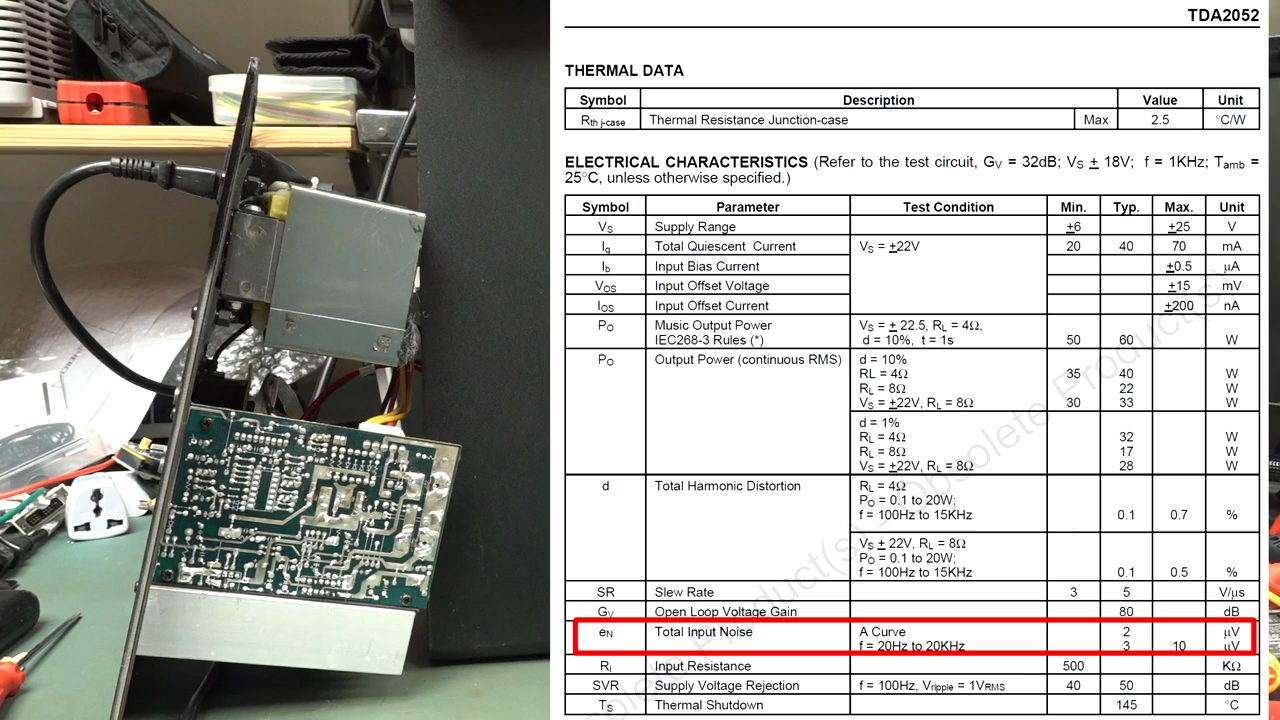 TDA2052
THERMAL DATA
Symbol Description Value Unit
Rth j-case Thermal Resistance Junction-case Max 2.5 °C/W
ELECTRICAL CHARACTERISTICS (Refer to the test circuit, GV = 32dB; VS ± 18V; f = 1KHz; Tamb =
25°C, unless otherwise specified.)
Symbol Parameter Test Condition Min. Typ. Max. Unit
VS Supply Range ±6 ±25 V
Iq Total Quiescent Current VS = ±22V 20 40 70 mA
Ib Input Bias Current ±0.5 μA
VOS Input Offset Voltage ±15 mV
IOS Input Offset Current ±200 nA
PO Music Output Power VS = ± 22.5, RL = 4Ω,
IEC268-3 Rules (*) d = 10%, t = 1s 50 60 W
PO Output Power (continuous RMS) d = 10%
RL = 4Ω 35 40 W
RL = 8Ω 22 W
VS = ±22V, RL = 8Ω 30 33 W
d = 1%
RL = 4Ω 32 W
RL = 8Ω 17 W
VS = ±22V, RL = 8Ω 28 W
d Total Harmonic Distortion RL = 4Ω
PO = 0.1 to 20W;
f = 100Hz to 15KHz 0.1 0.7 %
VS ± 22V, RL = 8Ω
PO = 0.1 to 20W;
f = 100Hz to 15KHz 0.1 0.5 %
SR Slew Rate 3 5 V/μs
GV Open Loop Voltage Gain 80 dB
eN Total Input Noise A Curve 2 μV
f = 20Hz to 20KHz 3 10 μV
Ri Input Resistance 500 KΩ
SVR Supply Voltage Rejection f = 100Hz, Vripple = 1VRMS 40 50 dB
TS Thermal Shutdown 145 °C
Obsolete Product(s)